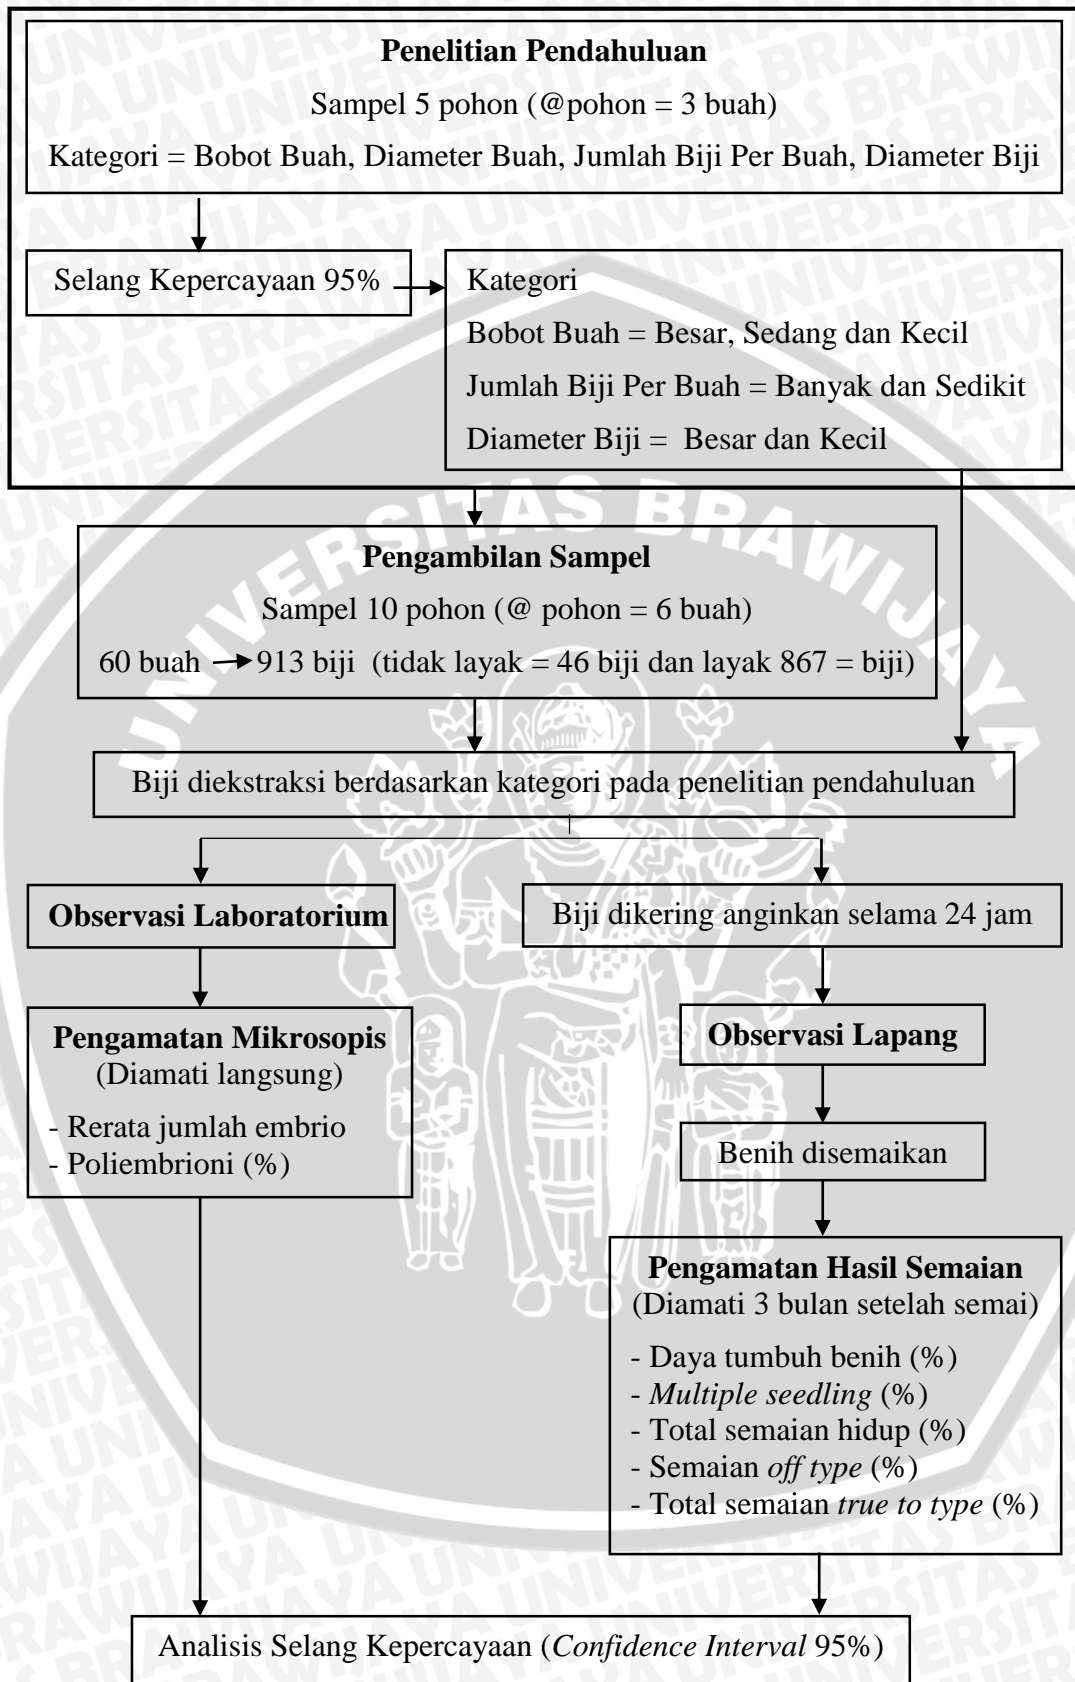 Penelitian Pendahuluan
Sampel 5 pohon (@pohon = 3 buah)
Kategori = Bobot Buah, Diameter Buah, Jumlah Biji Per Buah, Diameter Biji
Selang Kepercayaan 95%
Kategori
Bobot Buah = Besar, Sedang dan Kecil
Jumlah Biji Per Buah = Banyak dan Sedikit
Diameter Biji = Besar dan Kecil
UNIVERSITAS BRAWIJAYA
Pengambilan Sampel
Sampel 10 pohon (@ pohon = 6 buah)
60 buah → 913 biji (tidak layak = 46 biji dan layak 867 = biji)
Biji diekstraksi berdasarkan kategori pada penelitian pendahuluan
Observasi Laboratorium
Biji dikering anginkan selama 24 jam
Pengamatan Mikrosopis
(Diamati langsung)
- Rerata jumlah embrio
- Poliembrioni (%)
Observasi Lapang
Benih disemaikan
Pengamatan Hasil Semaian
(Diamati 3 bulan setelah semai)
- Daya tumbuh benih (%)
- Multiple seedling (%)
- Total semaian hidup (%)
- Semaian off type (%)
- Total semaian true to type (%)
Analisis Selang Kepercayaan (Confidence Interval 95%)